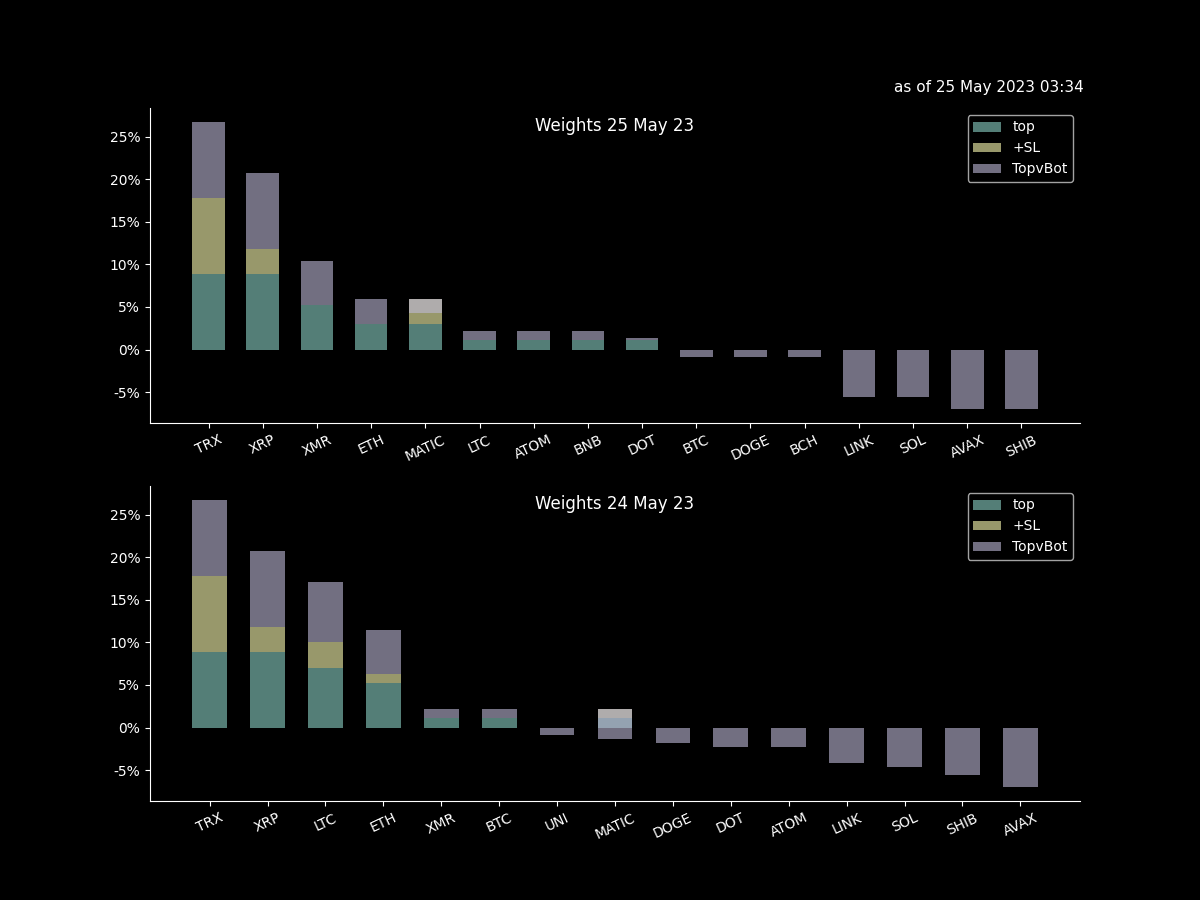 as of 25 May 2023 03:34
Weights 25 May 23
top
+SL
TopvBot
25%
20%
15%
10%
5%
0%
-5%
TRX XRP XMR ETH MATIC LTC ATOM BNB DOT BTC DOGE BCH LINK SOL AVAX SHIB
Weights 24 May 23
top
+SL
TopvBot
25%
20%
15%
10%
5%
0%
-5%
TRX XRP LTC ETH XMR BTC UNI MATIC DOGE DOT ATOM LINK SOL SHIB AVAX